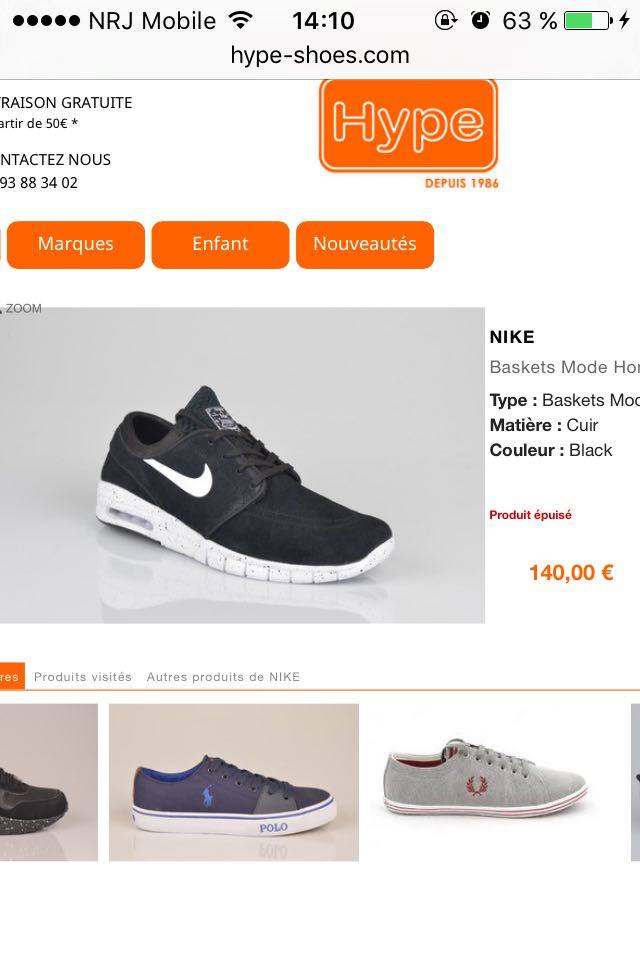 NRJ Mobile 14:10 63 %
hype-shoes.com
RAISON GRATUITE
artir de 50€ *
NTACTEZ NOUS
93 88 34 02
Hype
DEPUIS 1986
Marques Enfant Nouveautés
ZOOM
NIKE
Baskets Mode Hor
Type : Baskets Mod
Matière : Cuir
Couleur : Black
Produit épuisé
140,00 €
res Produits visités Autres produits de NIKE
POLO